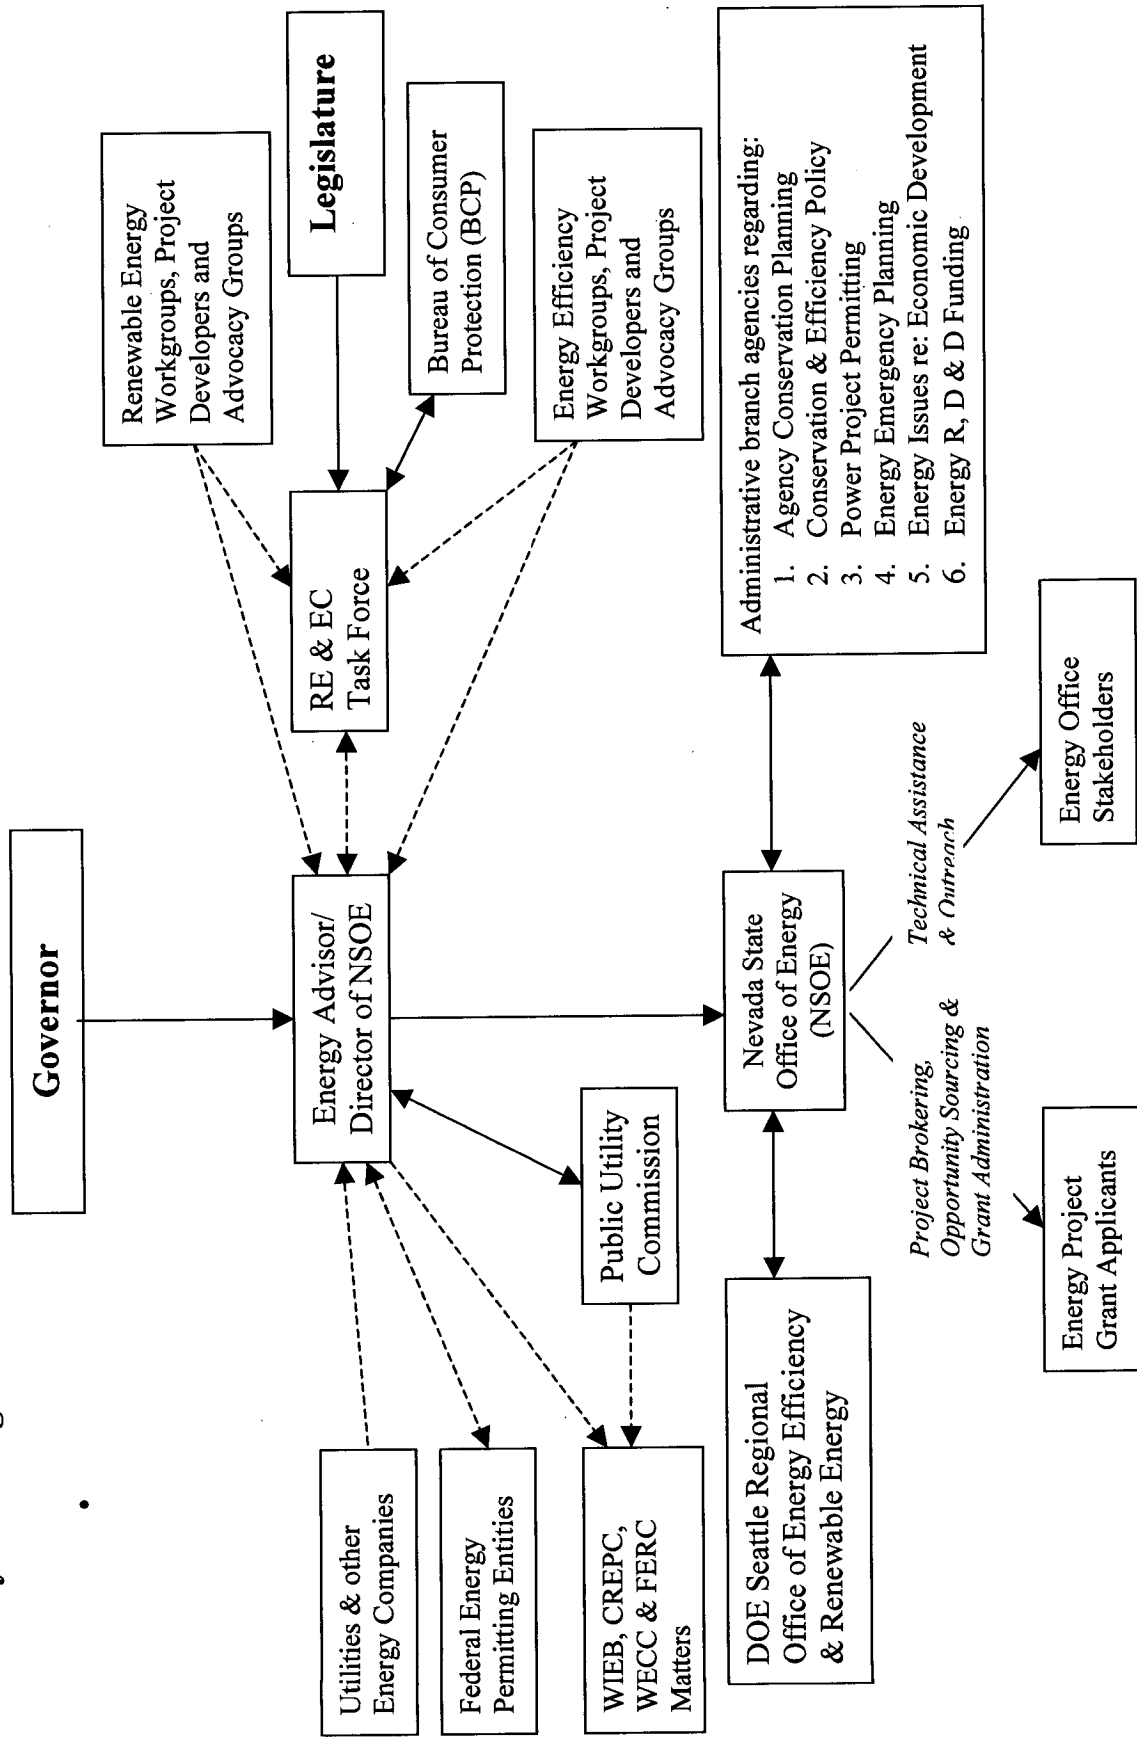 Governor
Renewable Energy
Workgroups, Project
Developers and
Advocacy Groups
Legislature
Utilities & other
Energy Companies
Energy Advisor/
Director of NSOE
RE & EC
Task Force
Bureau of Consumer
Protection (BCP)
Federal Energy
Permitting Entities
Energy Efficiency
Workgroups, Project
Developers and
Advocacy Groups
WIEB, CREPC,
WECC & FERC
Matters
Public Utility
Commission
DOE Seattle Regional
Office of Energy Efficiency
& Renewable Energy
Nevada State
Office of Energy
(NSOE)
Administrative branch agencies regarding:
1. Agency Conservation Planning
2. Conservation & Efficiency Policy
3. Power Project Permitting
4. Energy Emergency Planning
5. Energy Issues re: Economic Development
6. Energy R, D & D Funding
Project Brokering,
Opportunity Sourcing &
Grant Administration
Technical Assistance
& Outreach
Energy Project
Grant Applicants
Energy Office
Stakeholders